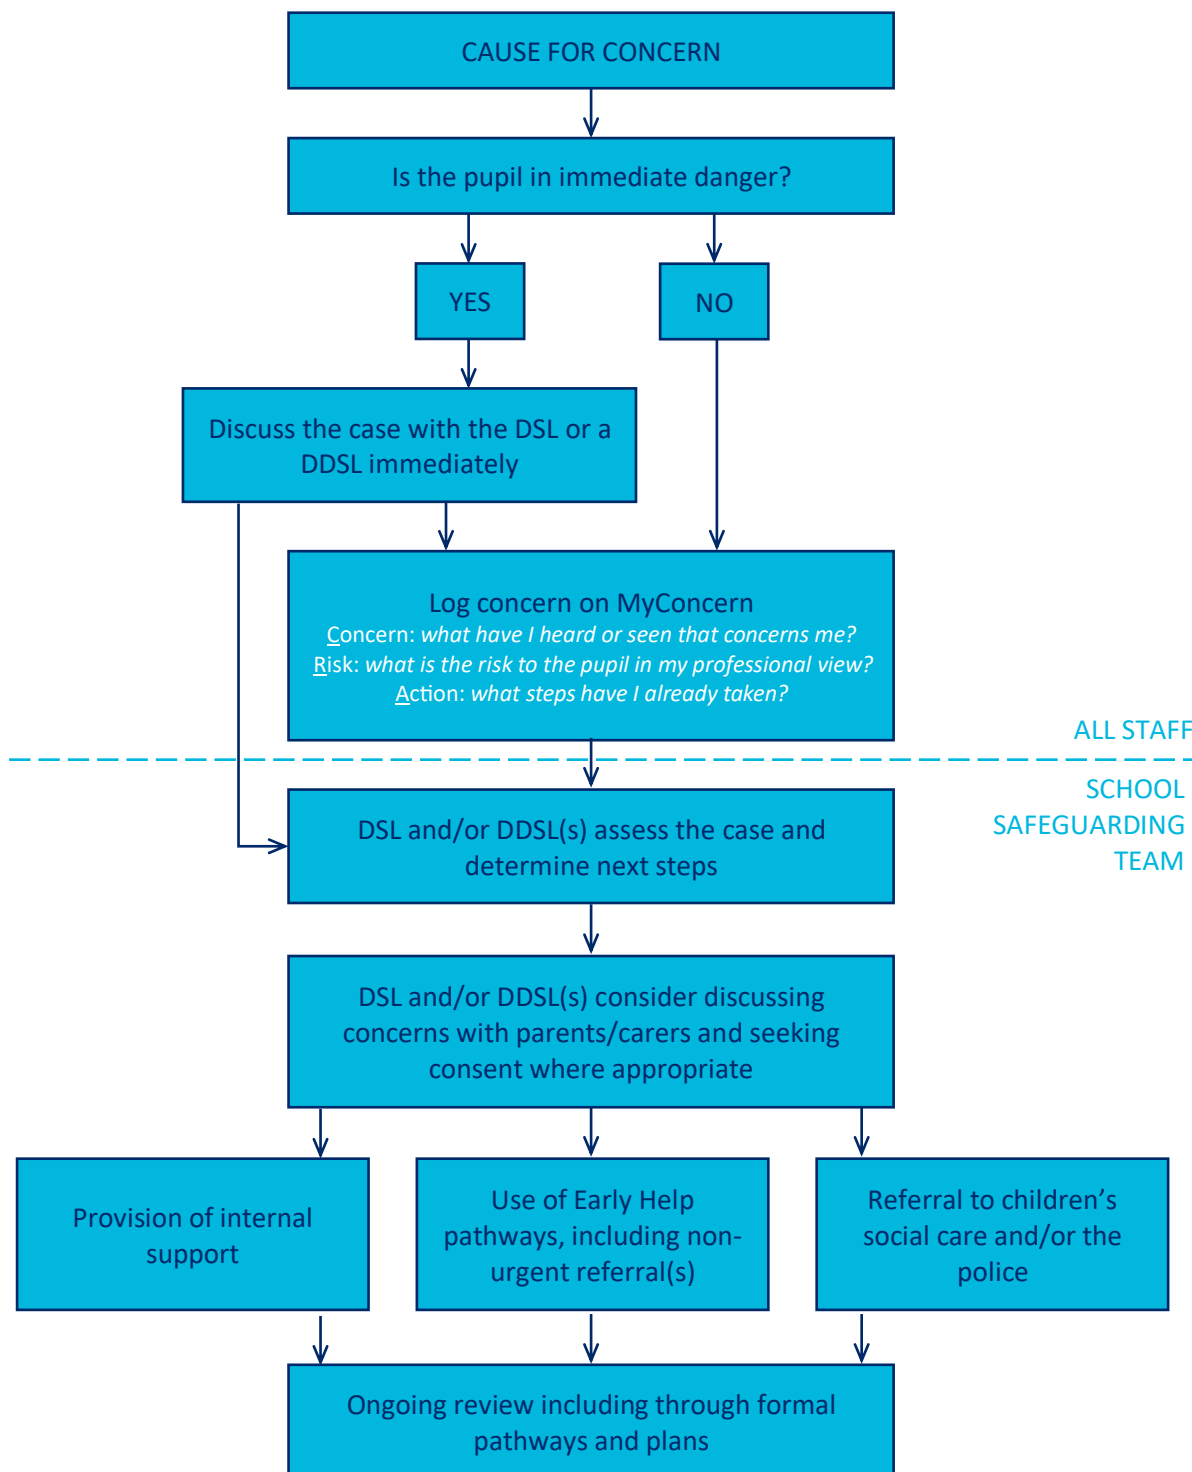 CAUSE FOR CONCERN
Is the pupil in immediate danger?
YES
NO
Discuss the case with the DSL or a
DDSL immediately
Log concern on MyConcern
Concern: what have I heard or seen that concerns me?
Risk: what is the risk to the pupil in my professional view?
Action: what steps have I already taken?
ALL STAFF
SCHOOL
SAFEGUARDING
TEAM
DSL and/or DDSL(s) assess the case and
determine next steps
DSL and/or DDSL(s) consider discussing
concerns with parents/carers and seeking
consent where appropriate
Provision of internal
support
Use of Early Help
pathways, including non-
urgent referral(s)
Referral to children’s
social care and/or the
police
Ongoing review including through formal
pathways and plans